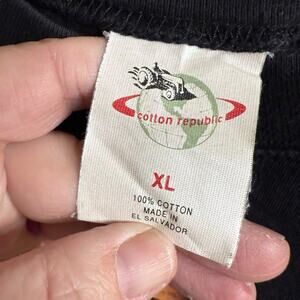 cotton republic
XL
100% COTTON
MADE IN
EL SALVADOR